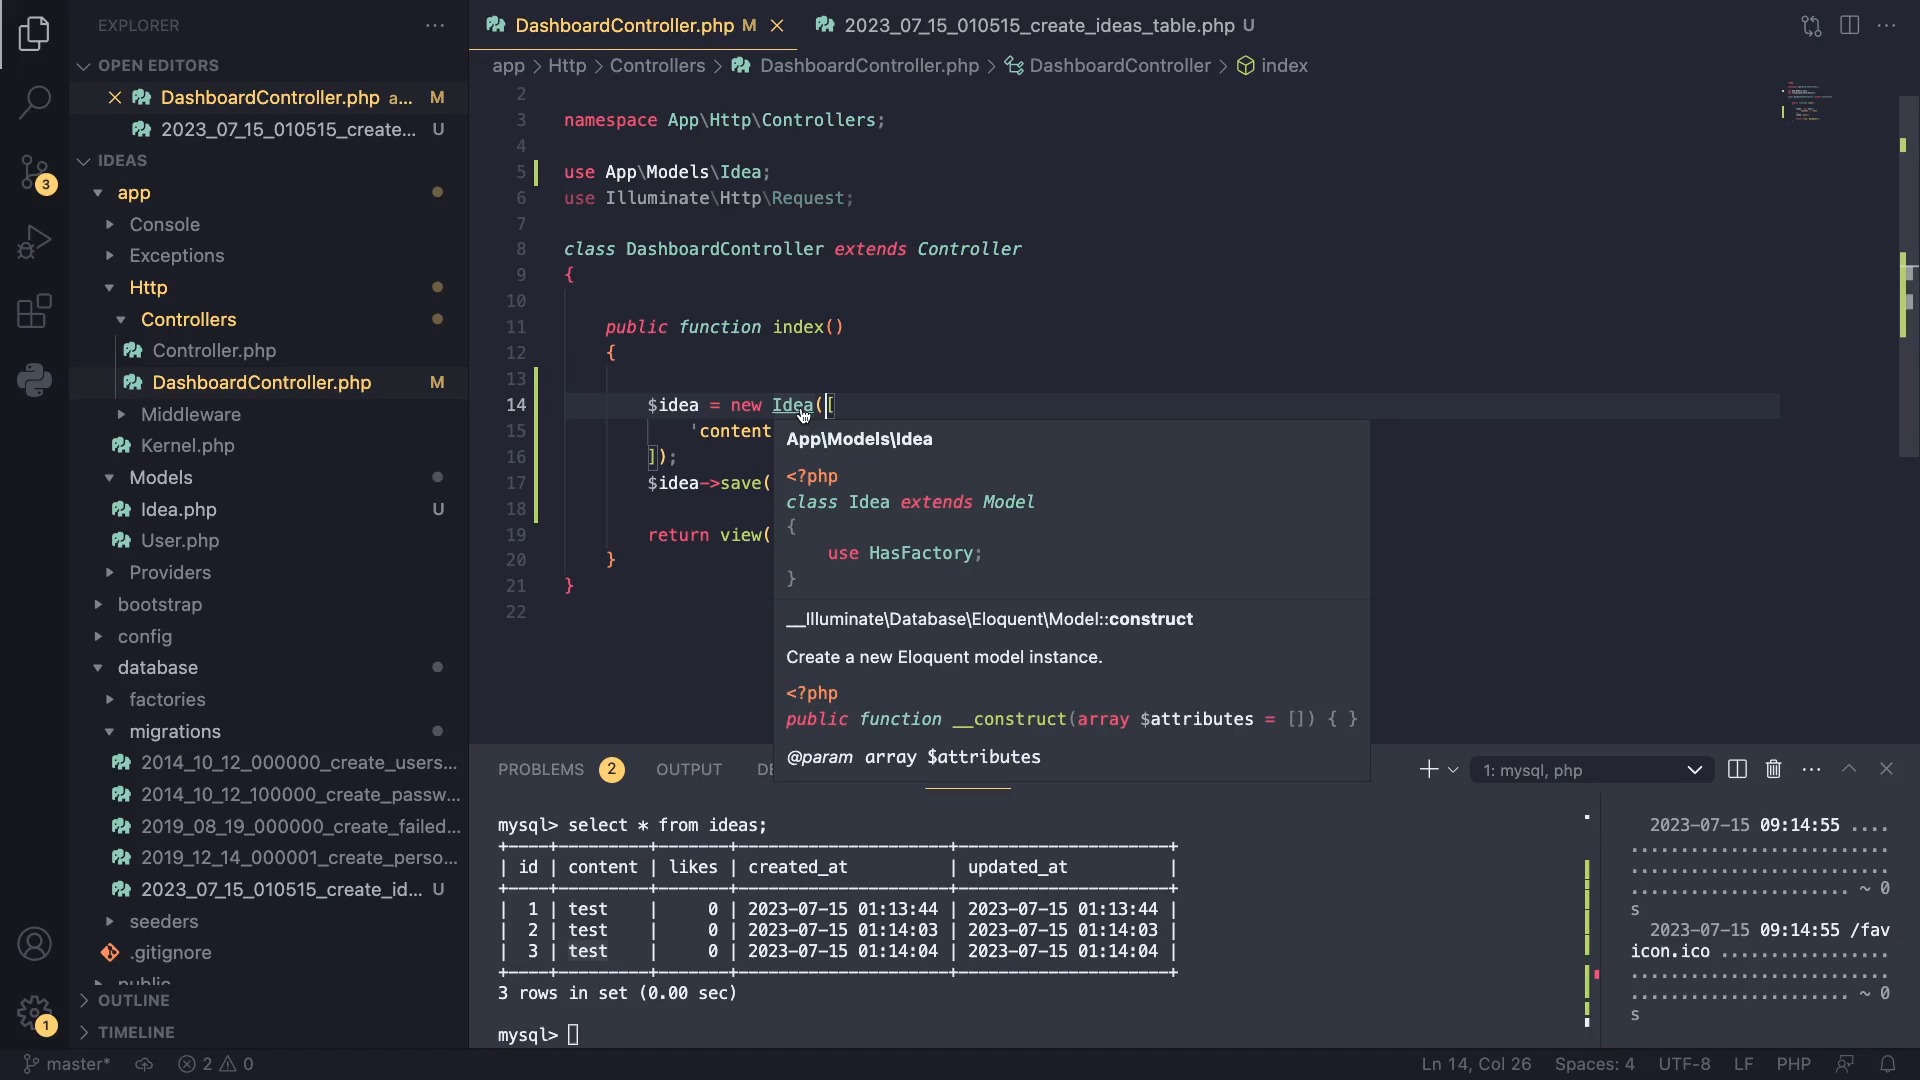 EXPLORER
OPEN EDITORS
DashboardController.php a... M
2023_07_15_010515_create... U
IDEAS
app
Console
Exceptions
Http
Controllers
Controller.php
DashboardController.php M
Middleware
Kernel.php
Models
Idea.php U
User.php
Providers
bootstrap
config
database
factories
migrations
2014_10_12_000000_create_users...
2014_10_12_100000_create_passw...
2019_08_19_000000_create_failed...
2019_12_14_000001_create_perso...
2023_07_15_010515_create_id... U
seeders
.gitignore
public
OUTLINE
TIMELINE
3
1
DashboardController.php M
2023_07_15_010515_create_ideas_table.php U
app > Http > Controllers > DashboardController.php > DashboardController > index
2
3 namespace App\Http\Controllers;
4
5 use App\Models\Idea;
6 use Illuminate\Http\Request;
7
8 class DashboardController extends Controller
9 {
10
11 public function index()
12 {
13
14 $idea = new Idea([
15 'content
16 ]);
17 $idea->save(
18
19 return view(
20 }
21 }
22
App\Models\Idea
<?php
class Idea extends Model
{
use HasFactory;
}
__Illuminate\Database\Eloquent\Model::construct
Create a new Eloquent model instance.
<?php
public function __construct(array $attributes = []) { }
@param array $attributes
PROBLEMS 2 OUTPUT DE
1: mysql, php
mysql> select * from ideas;
+----+---------+-------+---------------------+---------------------+
| id | content | likes | created_at | updated_at |
+----+---------+-------+---------------------+---------------------+
| 1 | test | 0 | 2023-07-15 01:13:44 | 2023-07-15 01:13:44 |
| 2 | test | 0 | 2023-07-15 01:14:03 | 2023-07-15 01:14:03 |
| 3 | test | 0 | 2023-07-15 01:14:04 | 2023-07-15 01:14:04 |
+----+---------+-------+---------------------+---------------------+
3 rows in set (0.00 sec)
mysql>
2023-07-15 09:14:55 ....
........................
........................
..................... ~ 0
s
2023-07-15 09:14:55 /fav
icon.ico ................
........................
..................... ~ 0
s
master* 2 0
Ln 14, Col 26 Spaces: 4 UTF-8 LF PHP